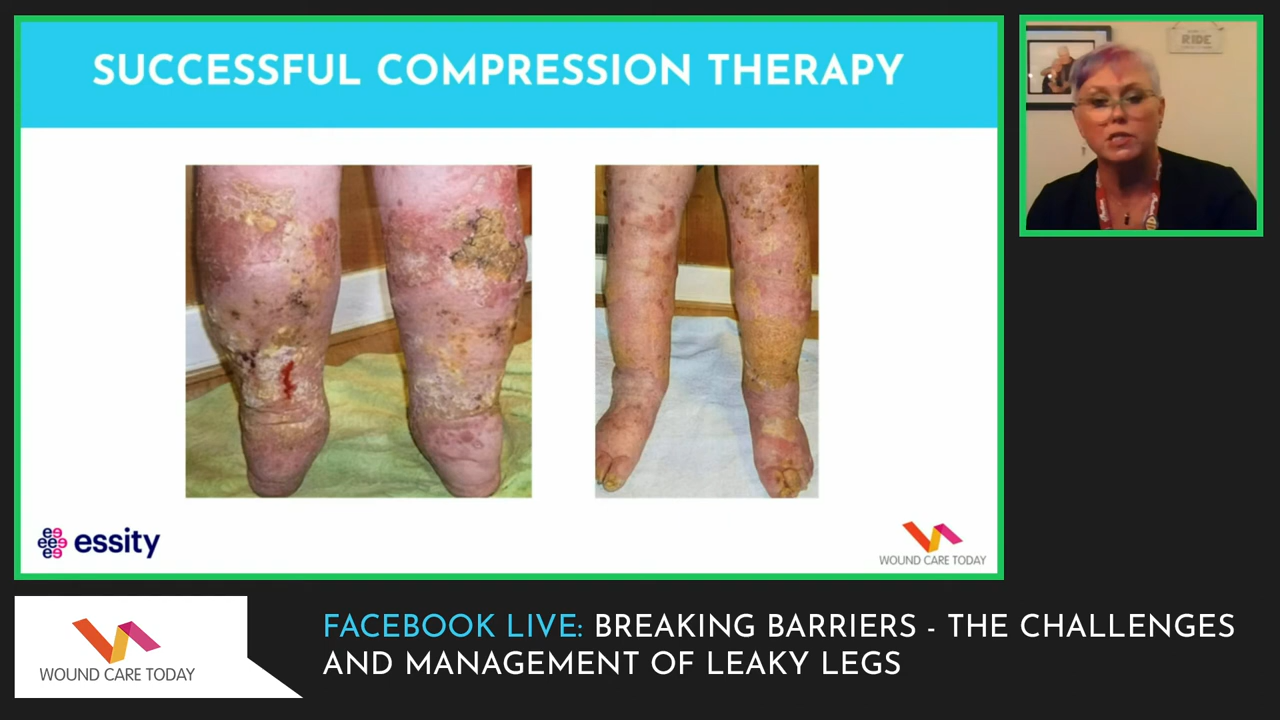 SUCCESSFUL COMPRESSION THERAPY
RIDE
essity
WOUND CARE TODAY
WOUND CARE TODAY
FACEBOOK LIVE: BREAKING BARRIERS - THE CHALLENGES
AND MANAGEMENT OF LEAKY LEGS